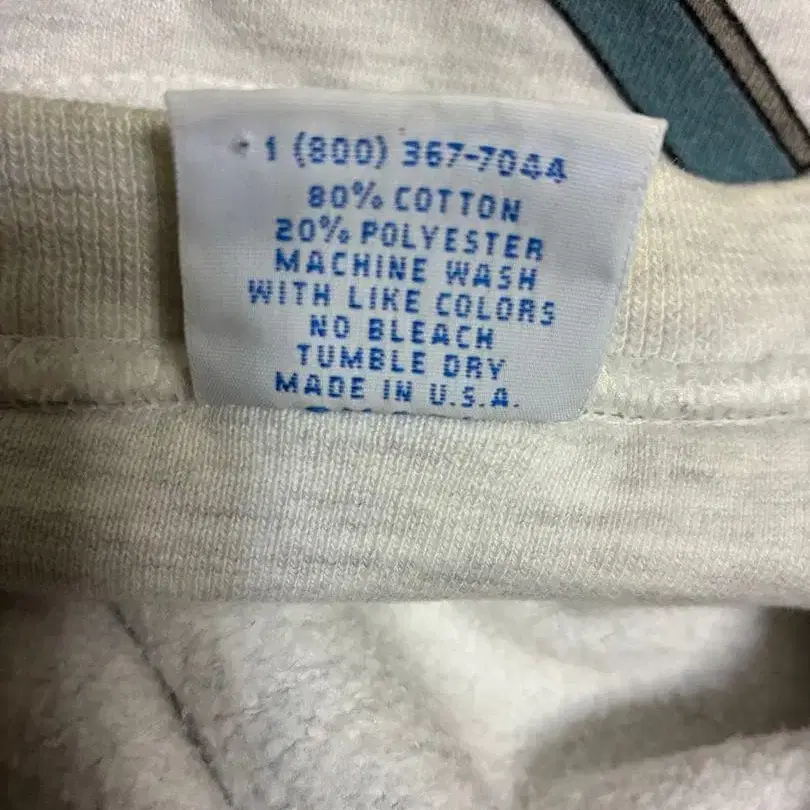 1 (800) 367-7044
80% COTTON
20% POLYESTER
MACHINE WASH
WITH LIKE COLORS
NO BLEACH
TUMBLE DRY
MADE IN U.S.A.